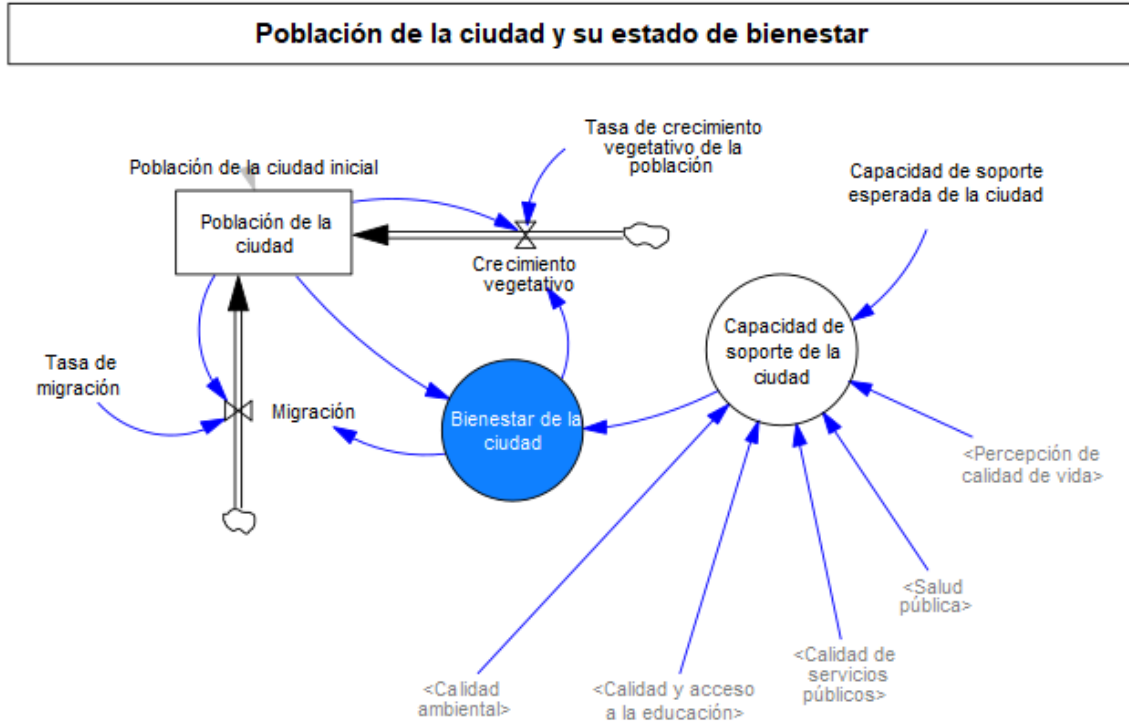 Población de la ciudad y su estado de bienestar
Tasa de crecimiento
vegetativo de la
población
Población de la ciudad inicial
Capacidad de soporte
esperada de la ciudad
Población de la
ciudad
Crecimiento
vegetativo
Capacidad de
soporte de la
ciudad
Tasa de
migración
Migración
Bienestar de la
ciudad
<Percepción de
calidad de vida>
<Salud
pública>
<Calidad de
servicios
públicos>
<Calidad y acceso
a la educación>
<Calidad
ambiental>